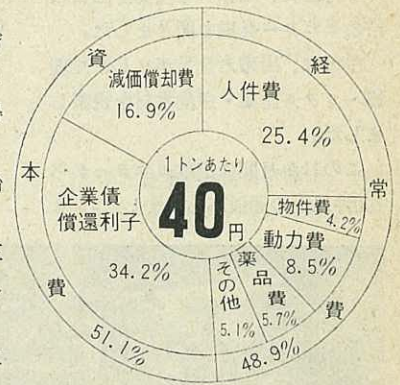 資本費
51.1%
減価償却費
16.9%
企業債
償還利子
34.2%
経常費
48.9%
人件費
25.4%
物件費
4.2%
動力費
8.5%
薬品費
5.7%
その他
5.1%
1トンあたり
40円